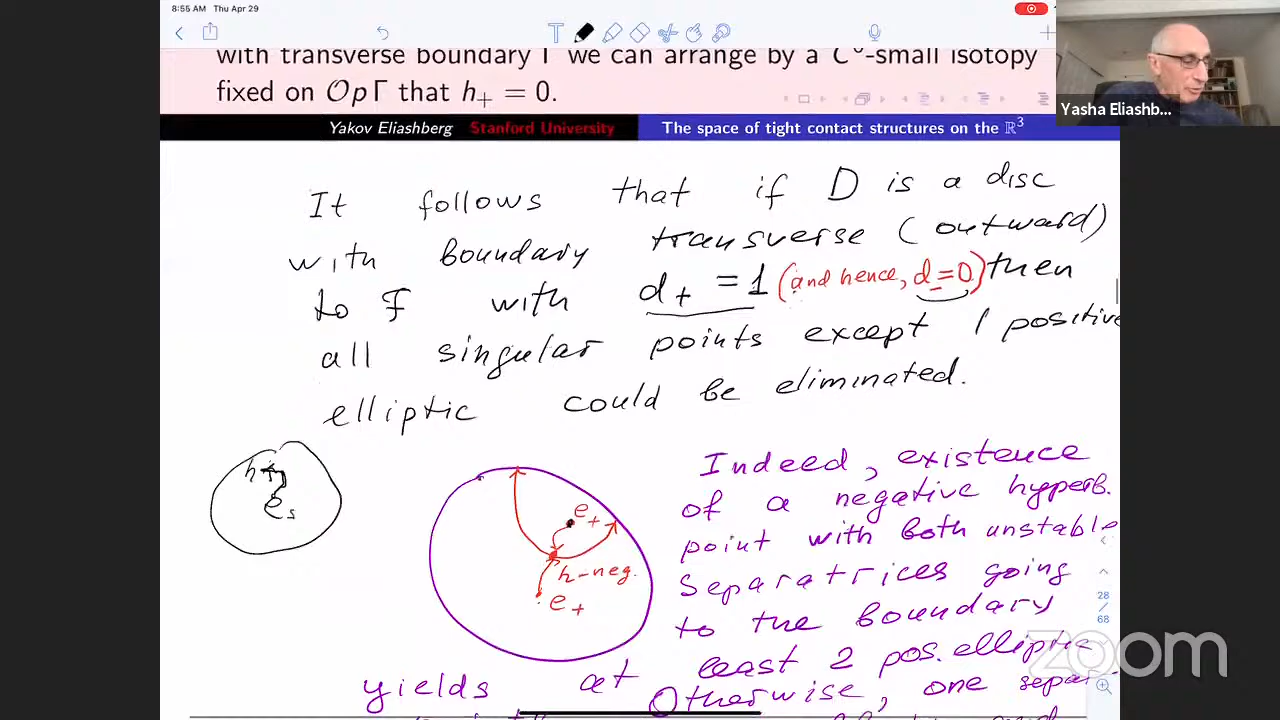 8:55 AM Thu Apr 29
with transverse boundary Γ we can arrange by a C⁰-small isotopy
fixed on OpΓ that h₊ = 0.
Yakov Eliashberg Stanford University The space of tight contact structures on the ℝ³
Yasha Eliashb...
It follows that if D is a disc
with boundary transverse (outward)
to F with d₊ = 1 (and hence, d₋=0) then
all singular points except 1 positive
elliptic could be eliminated.
h
e
e₊
h-neg.
e₊
Indeed, existence
of a negative hyperb.
point with both unstable
separatrices going
to the boundary
yields at least 2 pos. elliptic
Otherwise, one separ
28
/
68
zoom